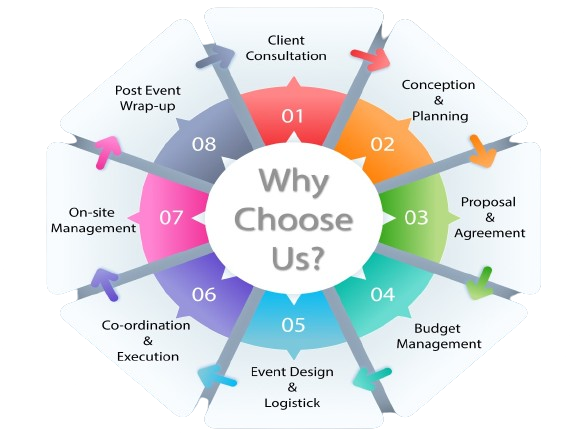 Client
Consultation
01
Conception
&
Planning
02
Proposal
&
Agreement
03
Budget
Management
04
Event Design
&
Logistick
05
Co-ordination
&
Execution
06
On-site
Management
07
Post Event
Wrap-up
08
Why
Choose
Us?